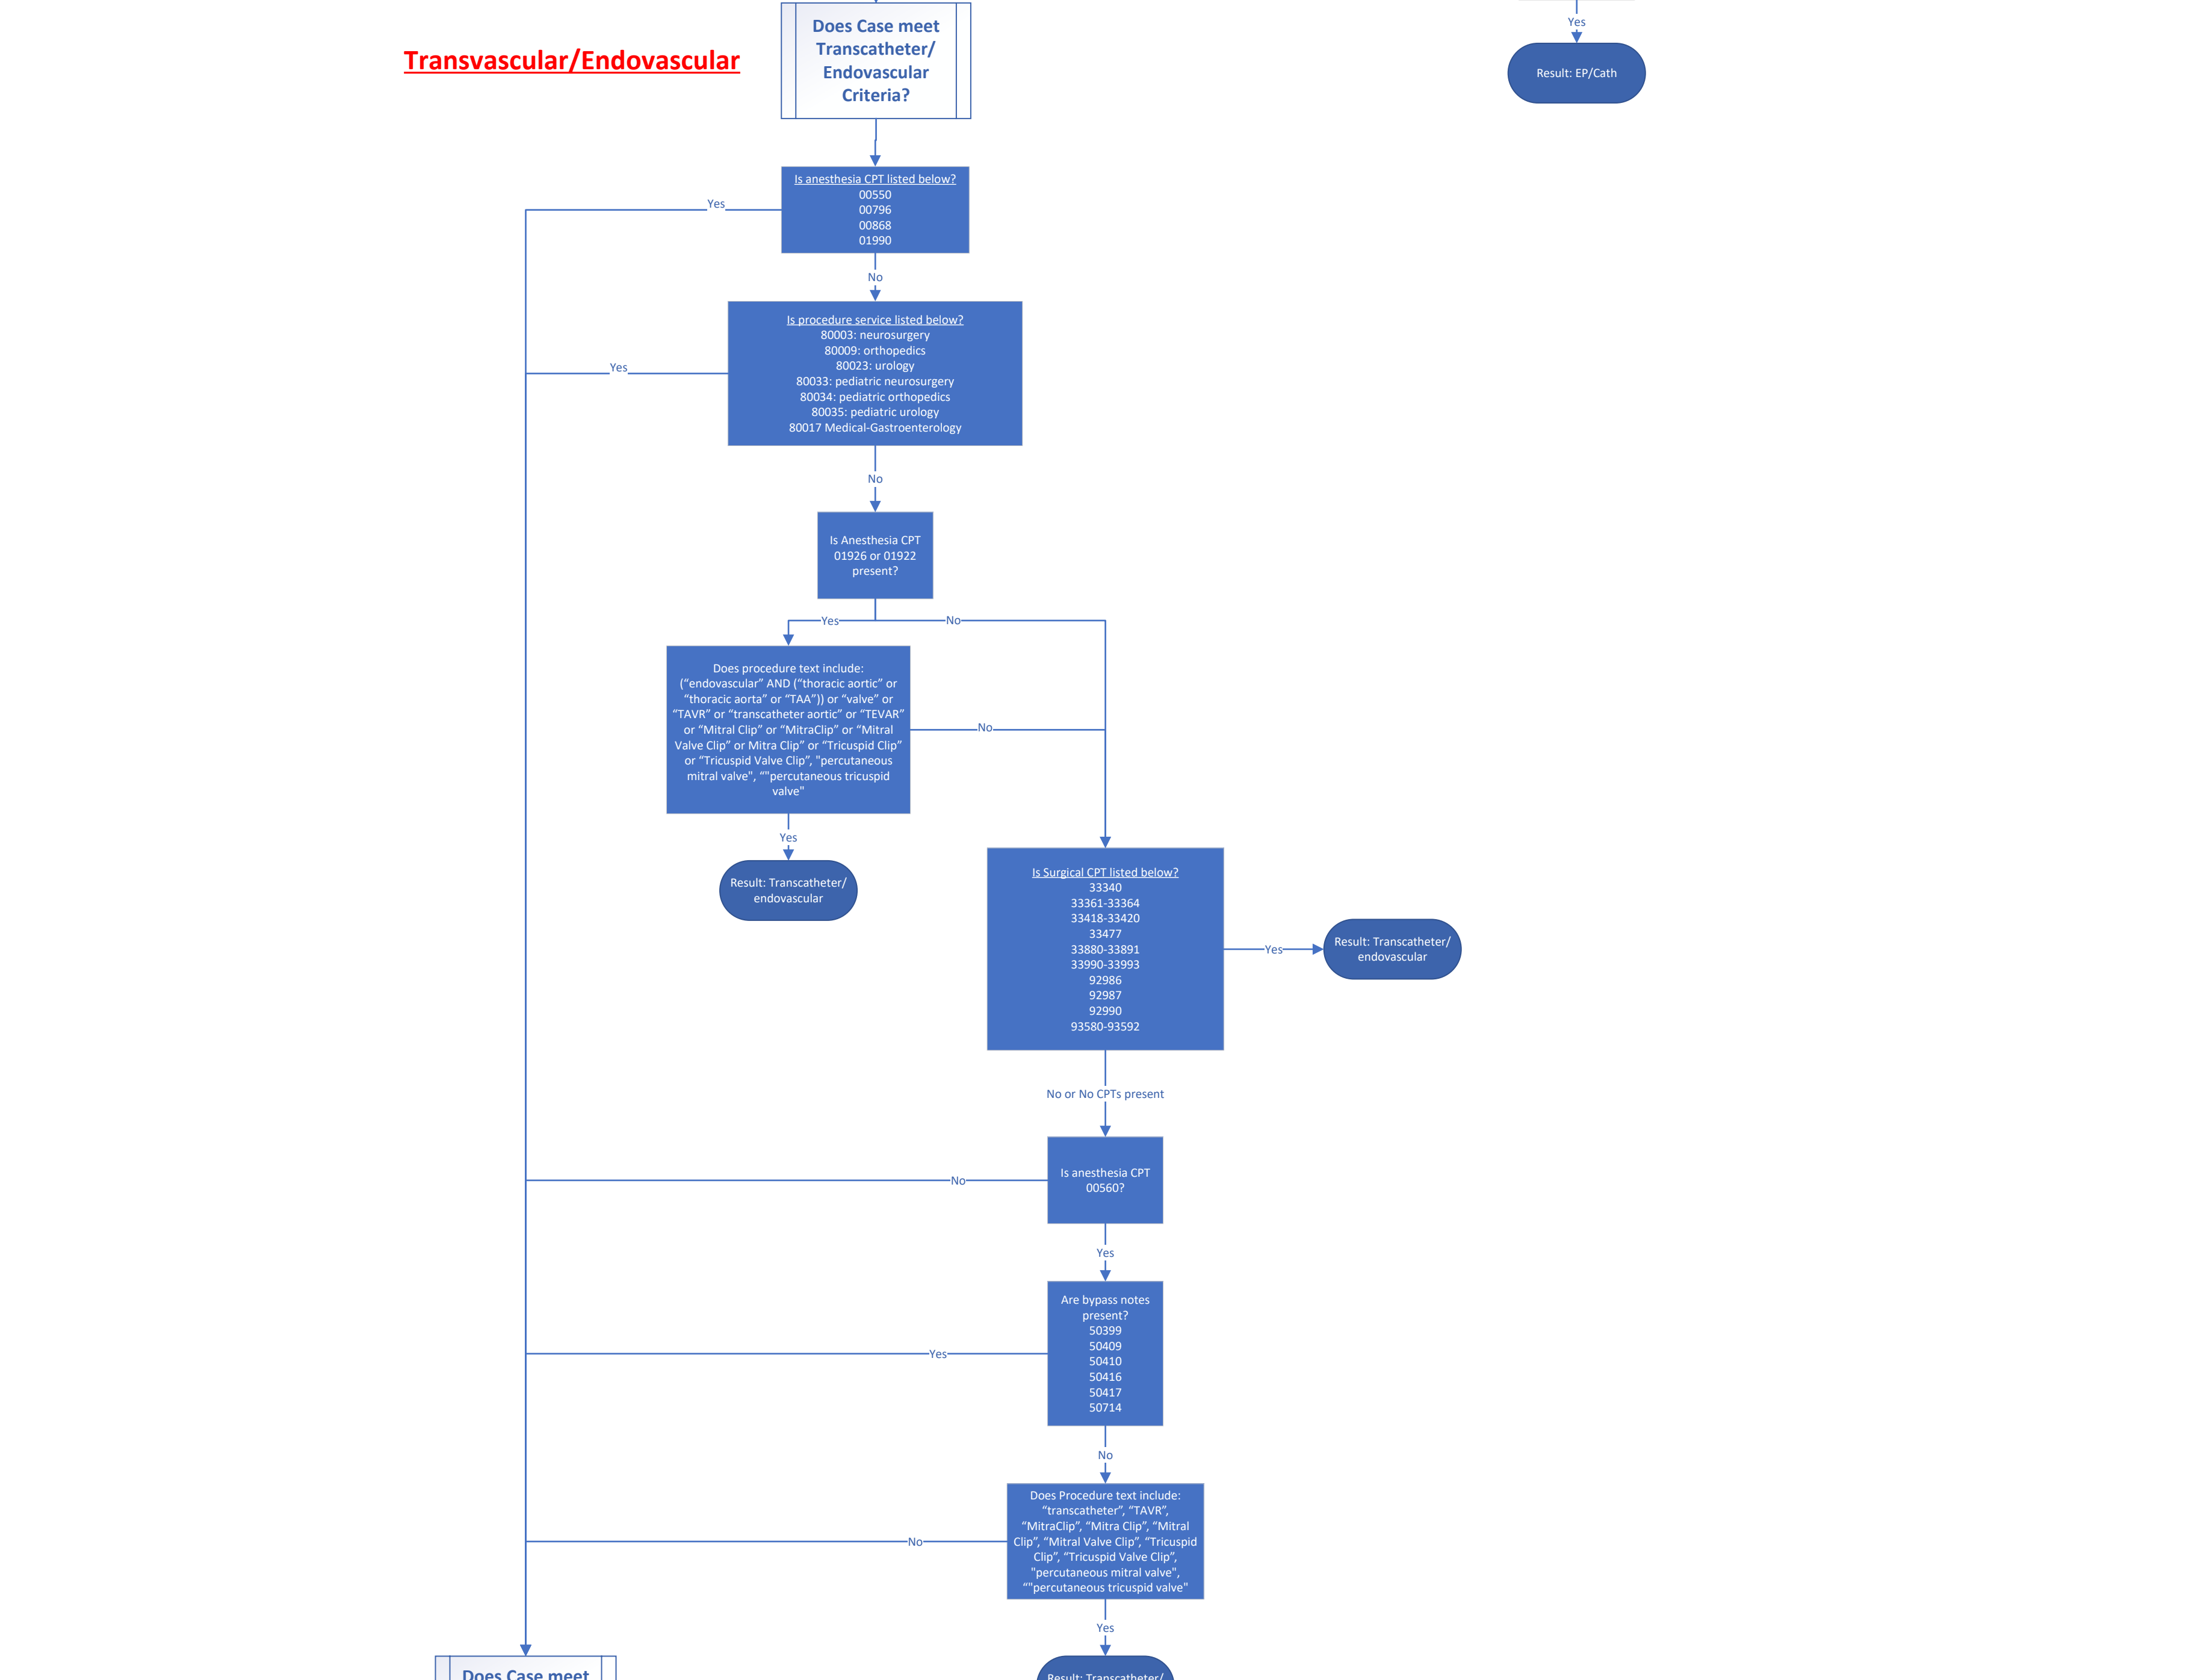 Yes
Result: EP/Cath
Transvascular/Endovascular
Does Case meet
Transcatheter/
Endovascular
Criteria?
Is anesthesia CPT listed below?
00550
00796
00868
01990
Yes
No
Is procedure service listed below?
80003: neurosurgery
80009: orthopedics
80023: urology
80033: pediatric neurosurgery
80034: pediatric orthopedics
80035: pediatric urology
80017 Medical-Gastroenterology
Yes
No
Is Anesthesia CPT
01926 or 01922
present?
Yes
No
Does procedure text include:
(“endovascular” AND (“thoracic aortic” or
“thoracic aorta” or “TAA”)) or “valve” or
“TAVR” or “transcatheter aortic” or “TEVAR”
or “Mitral Clip” or “MitraClip” or “Mitral
Valve Clip” or Mitra Clip” or “Tricuspid Clip”
or “Tricuspid Valve Clip”, "percutaneous
mitral valve", “"percutaneous tricuspid
valve"
No
Yes
Result: Transcatheter/
endovascular
Is Surgical CPT listed below?
33340
33361-33364
33418-33420
33477
33880-33891
33990-33993
92986
92987
92990
93580-93592
Yes
Result: Transcatheter/
endovascular
No or No CPTs present
Is anesthesia CPT
00560?
No
Yes
Are bypass notes
present?
50399
50409
50410
50416
50417
50714
Yes
No
Does Procedure text include:
“transcatheter”, “TAVR”,
“MitraClip”, “Mitra Clip”, “Mitral
Clip”, “Mitral Valve Clip”, “Tricuspid
Clip”, “Tricuspid Valve Clip”,
"percutaneous mitral valve",
“"percutaneous tricuspid valve"
No
Yes
Does Case meet
Result: Transcatheter/